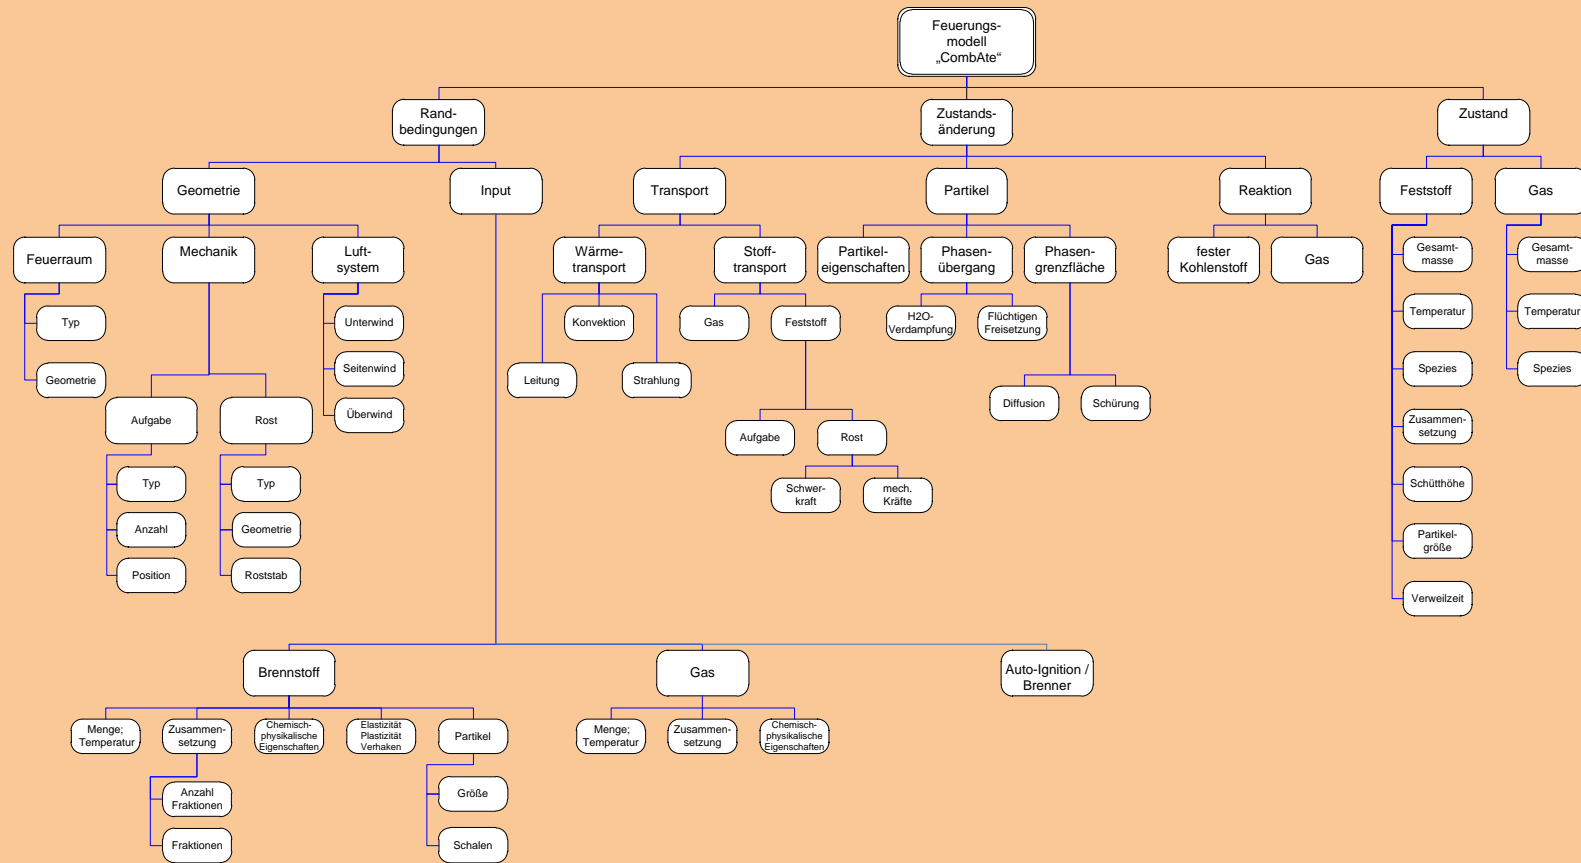 Feuerungs-
modell
„CombAte“
Rand-
bedingungen
Zustands-
änderung
Zustand
Geometrie
Input
Transport
Partikel
Reaktion
Feststoff
Gas
Feuerraum
Mechanik
Luft-
system
Wärme-
transport
Stoff-
transport
Partikel-
eigenschaften
Phasen-
übergang
Phasen-
grenzfläche
fester
Kohlenstoff
Gas
Gesamt-
masse
Gesamt-
masse
Typ
Unterwind
Konvektion
Gas
Feststoff
H2O-
Verdampfung
Flüchtigen
Freisetzung
Temperatur
Temperatur
Geometrie
Seitenwind
Leitung
Strahlung
Spezies
Spezies
Diffusion
Schürung
Aufgabe
Rost
Überwind
Aufgabe
Rost
Zusammen-
setzung
Typ
Typ
Schwer-
kraft
mech.
Kräfte
Schütthöhe
Anzahl
Geometrie
Partikel-
größe
Position
Roststab
Verweilzeit
Brennstoff
Gas
Auto-Ignition /
Brenner
Menge;
Temperatur
Zusammen-
setzung
Chemisch-
physikalische
Eigenschaften
Elastizität
Plastizität
Verhaken
Partikel
Menge;
Temperatur
Zusammen-
setzung
Chemisch-
physikalische
Eigenschaften
Anzahl
Fraktionen
Größe
Fraktionen
Schalen